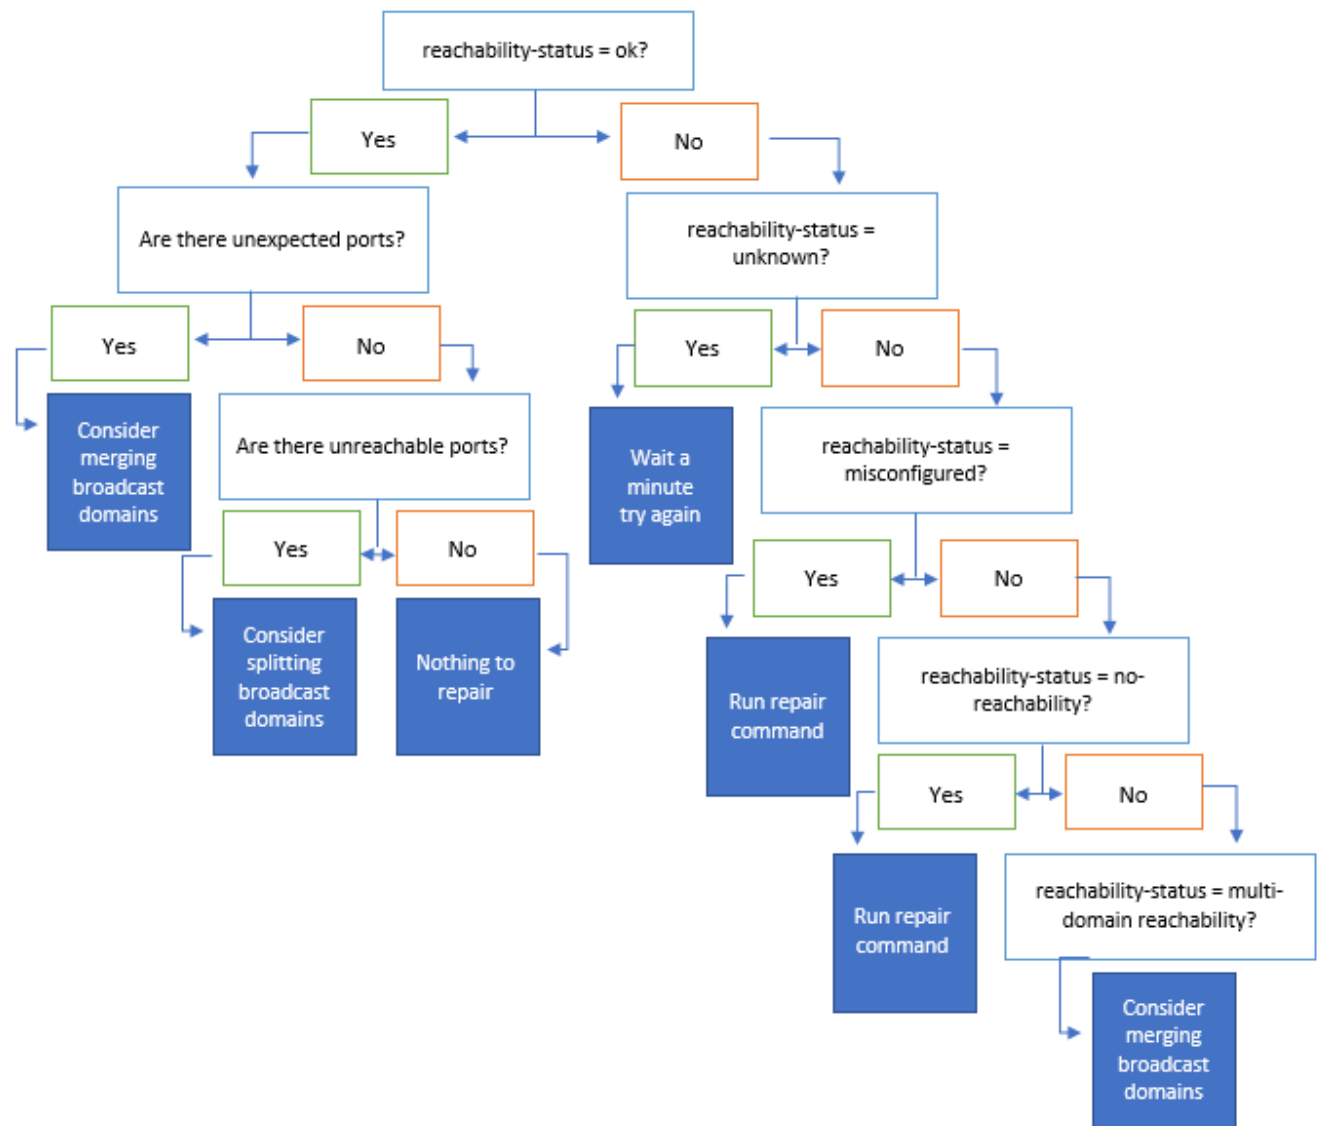 reachability-status = ok?
Yes
No
Are there unexpected ports?
reachability-status =
unknown?
Yes
No
Yes
No
Consider
merging
broadcast
domains
Are there unreachable ports?
Wait a
minute
try again
reachability-status =
misconfigured?
Yes
No
Yes
No
Consider
splitting
broadcast
domains
Nothing to
repair
Run repair
command
reachability-status = no-
reachability?
Yes
No
Run repair
command
reachability-status = multi-
domain reachability?
Consider
merging
broadcast
domains